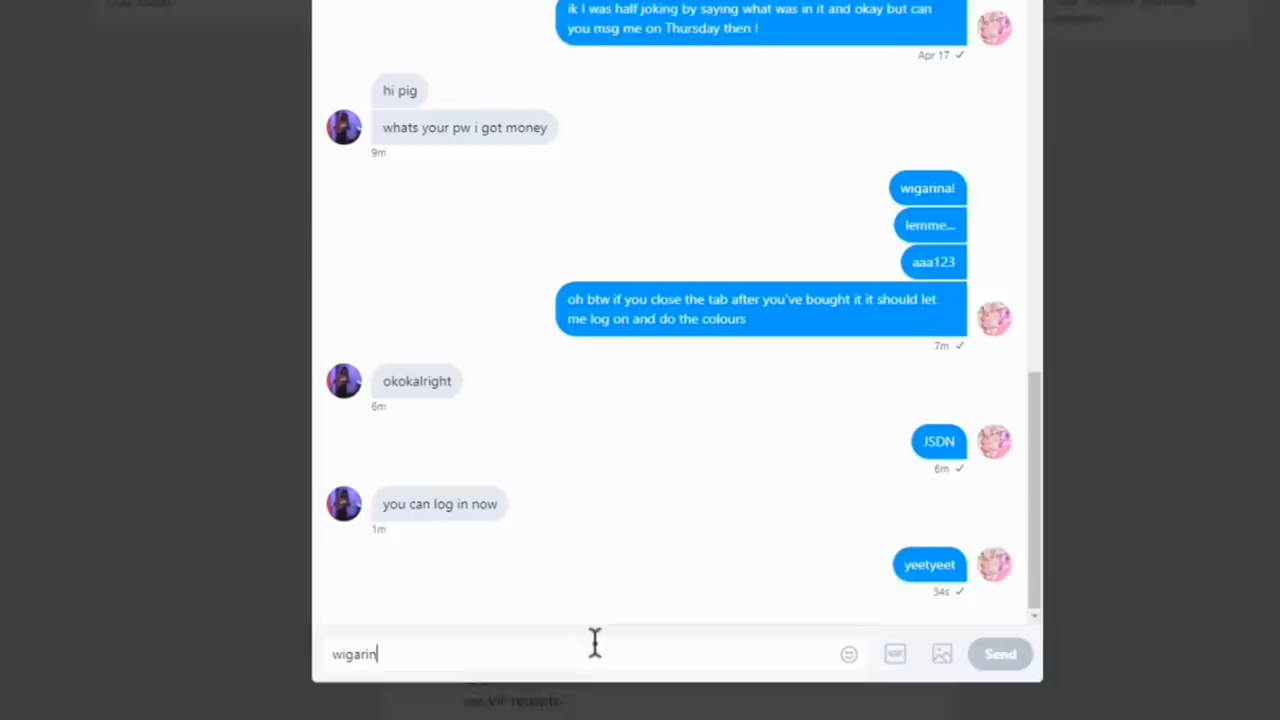 ik I was half joking by saying what was in it and okay but can
you msg me on Thursday then !
Apr 17 ✓
hi pig
whats your pw i got money
9m
wigarina!
lemme...
aaa123
oh btw if you close the tab after you've bought it it should let
me log on and do the colours
7m ✓
okokalright
6m
JSDN
6m ✓
you can log in now
1m
yeetyeet
34s ✓
wigarin
GIF
Send
VIP